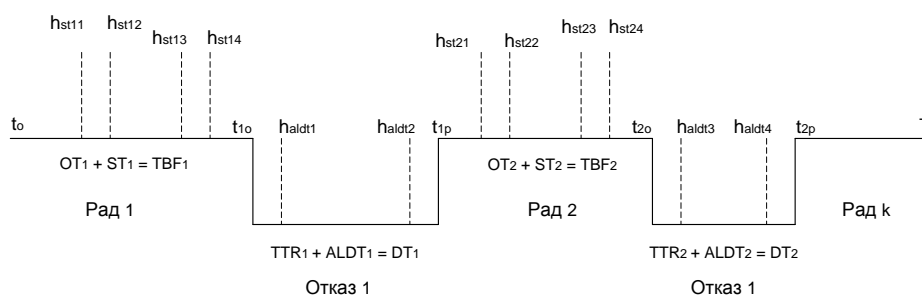 hst11 hst12 hst13 hst14 hst21 hst22 hst23 hst24
to t1o haldt1 haldt2 t1p t2o haldt3 haldt4 t2p
OT1 + ST1 = TBF1 OT2 + ST2 = TBF2
Рад 1 Рад 2 Рад k
TTR1 + ALDT1 = DT1 TTR2 + ALDT2 = DT2
Отказ 1 Отказ 1